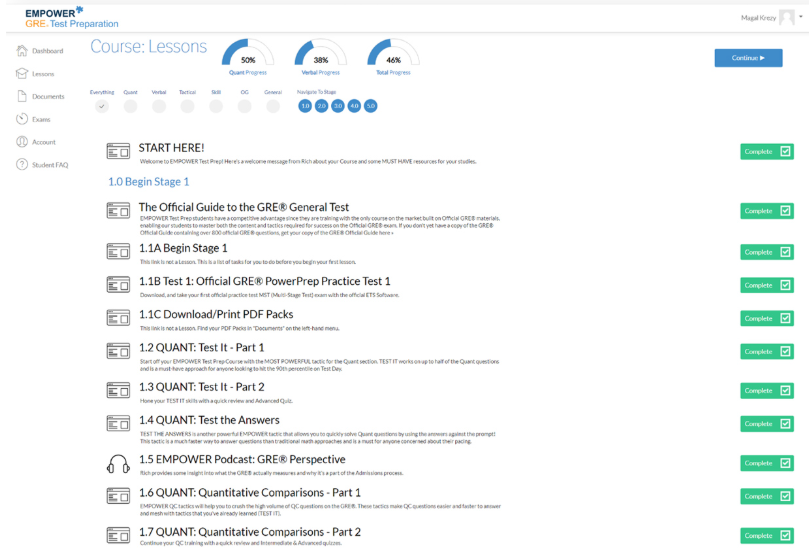 EMPOWER
GRE. Test Preparation
Magal Krezy
Dashboard
Lessons
Documents
Exams
Account
Student FAQ
Course: Lessons
50%
Quant Progress
38%
Verbal Progress
46%
Total Progress
Continue
Everything Quant Verbal Tactical Skill OG General Navigate To Stage
1.0 2.0 3.0 4.0 5.0
START HERE!
Welcome to EMPOWER Test Prep! Here's a welcome message from Rich about your Course and some MUST HAVE resources for your studies.
Complete
1.0 Begin Stage 1
The Official Guide to the GRE® General Test
EMPOWER Test Prep students have a competitive advantage since they are training with the only course on the market built on Official GRE® materials,
enabling our students to master both the content and tactics required for success on the Official GRE® exam. If you don't yet have a copy of the GRE®
Official Guide containing over 800 official GRE® questions, get your copy of the GRE® Official Guide here »
Complete
1.1A Begin Stage 1
This link is not a Lesson. This is a list of tasks for you to do before you begin your first lesson.
Complete
1.1B Test 1: Official GRE® PowerPrep Practice Test 1
Download, and take your first official practice test MST (Multi-Stage Test) exam with the official ETS Software.
Complete
1.1C Download/Print PDF Packs
This link is not a Lesson. Find your PDF Packs in "Documents" on the left-hand menu.
Complete
1.2 QUANT: Test It - Part 1
Start off your EMPOWER Test Prep Course with the MOST POWERFUL tactic for the Quant section. TEST IT works on up to half of the Quant questions
and is a must-have approach for anyone looking to hit the 90th percentile on Test Day.
Complete
1.3 QUANT: Test It - Part 2
Hone your TEST IT skills with a quick review and Advanced Quiz.
Complete
1.4 QUANT: Test the Answers
TEST THE ANSWERS is another powerful EMPOWER tactic that allows you to quickly solve Quant questions by using the answers against the prompt!
This tactic is a much faster way to answer questions than traditional math approaches and is a must for anyone concerned about their pacing.
Complete
1.5 EMPOWER Podcast: GRE® Perspective
Rich provides some insight into what the GRE® actually measures and why it's a part of the Admissions process.
Complete
1.6 QUANT: Quantitative Comparisons - Part 1
EMPOWER QC tactics will help you to crush the high volume of QC questions on the GRE®. These tactics make QC questions easier and faster to answer
and mesh with tactics that you've already learned (TEST IT).
Complete
1.7 QUANT: Quantitative Comparisons - Part 2
Continue your QC training with a quick review and Intermediate & Advanced quizzes.
Complete